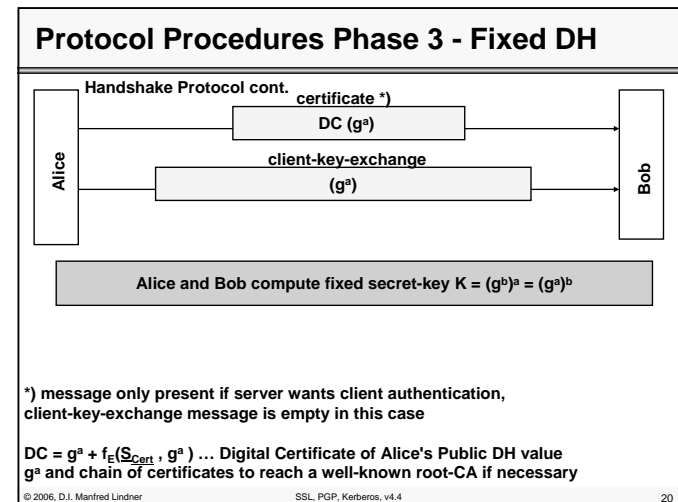 Protocol Procedures Phase 3 - Fixed DH
Handshake Protocol cont.
certificate *)
DC (gᵃ)
client-key-exchange
(gᵃ)
Alice
Bob
Alice and Bob compute fixed secret-key K = (gᵇ)ᵃ = (gᵃ)ᵇ
*) message only present if server wants client authentication,
client-key-exchange message is empty in this case
DC = gᵃ + f_E(S_Cert , gᵃ ) … Digital Certificate of Alice's Public DH value
gᵃ and chain of certificates to reach a well-known root-CA if necessary
© 2006, D.I. Manfred Lindner
SSL, PGP, Kerberos, v4.4
20